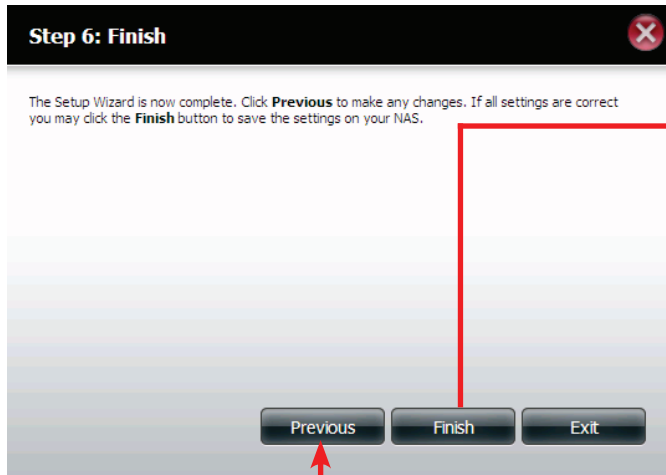 Step 6: Finish
The Setup Wizard is now complete. Click Previous to make any changes. If all settings are correct
you may click the Finish button to save the settings on your NAS.
Previous Finish Exit